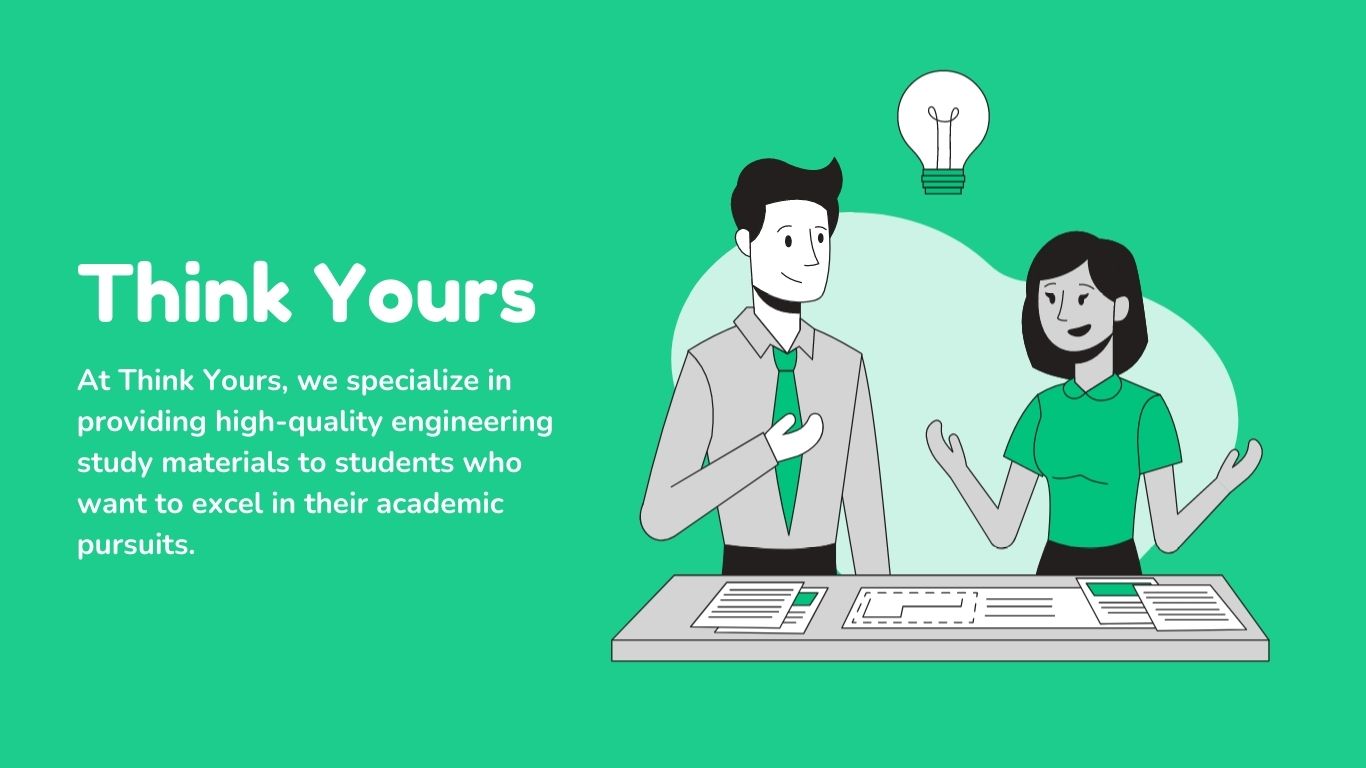 Think Yours
At Think Yours, we specialize in
providing high-quality engineering
study materials to students who
want to excel in their academic
pursuits.